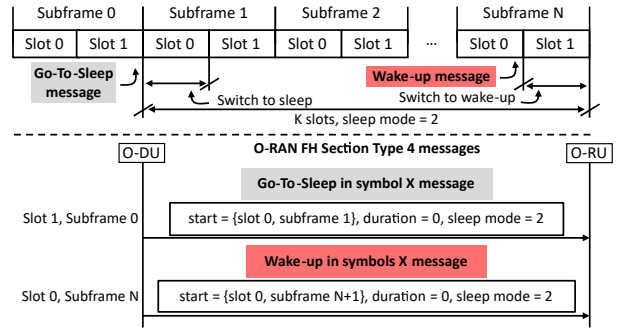 Subframe 0 Subframe 1 Subframe 2 Subframe N
Slot 0 Slot 1 Slot 0 Slot 1 Slot 0 Slot 1 ... Slot 0 Slot 1
Go-To-Sleep
message
Wake-up message
Switch to sleep
Switch to wake-up
K slots, sleep mode = 2
O-RAN FH Section Type 4 messages
O-DU
O-RU
Go-To-Sleep in symbol X message
Slot 1, Subframe 0
start = {slot 0, subframe 1}, duration = 0, sleep mode = 2
Wake-up in symbols X message
Slot 0, Subframe N
start = {slot 0, subframe N+1}, duration = 0, sleep mode = 2